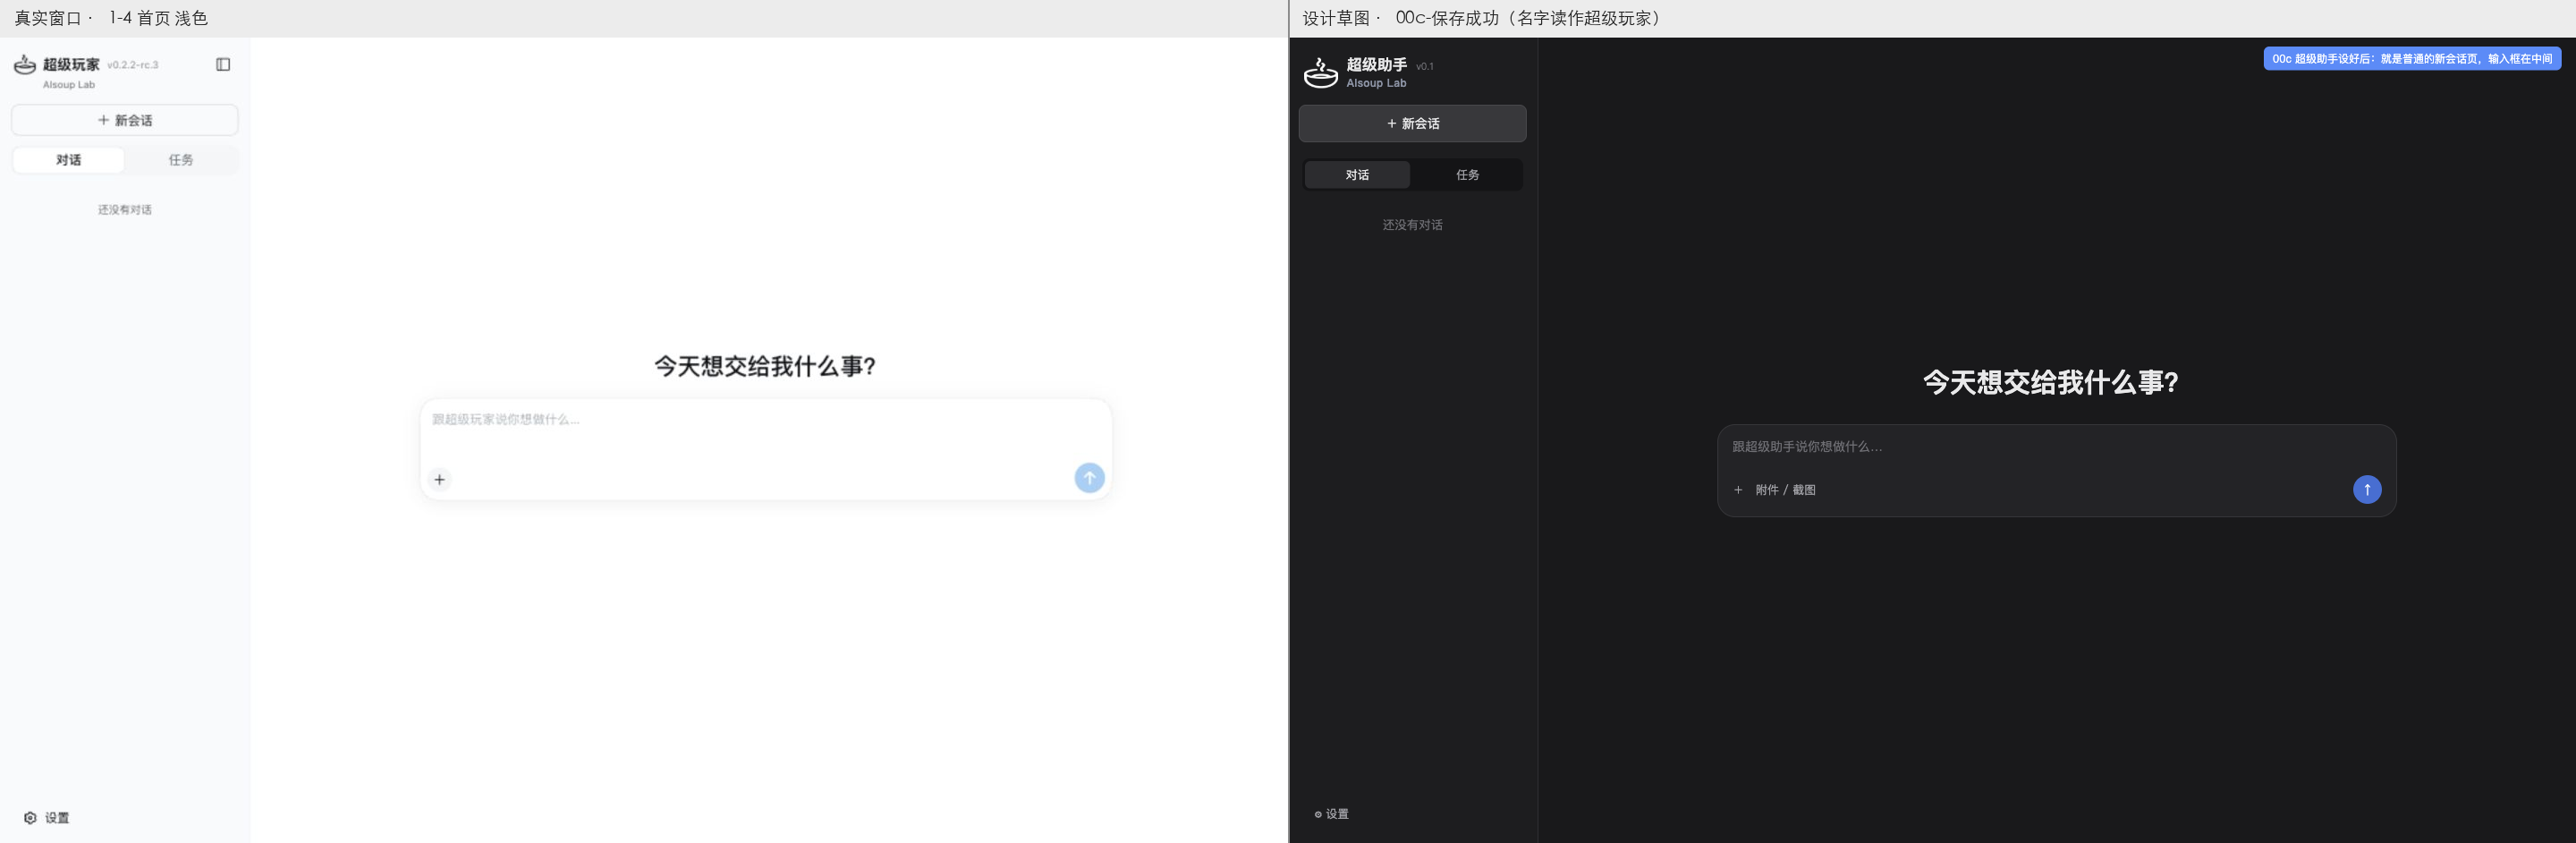 真实窗口 · 1-4 首页 浅色
超级玩家 v0.2.2-rc.3
AIsoup Lab
+ 新会话
对话 任务
还没有对话
今天想交给我什么事?
跟超级玩家说你想做什么...
+
↑
设置
设计草图 · 00c-保存成功（名字读作超级玩家）
00c 超级助手设好后：就是普通的新会话页，输入框在中间
超级助手 v0.1
AIsoup Lab
+ 新会话
对话 任务
还没有对话
今天想交给我什么事?
跟超级助手说你想做什么...
+ 附件 / 截图
↑
设置